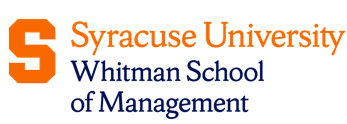 S Syracuse University
Whitman School
of Management